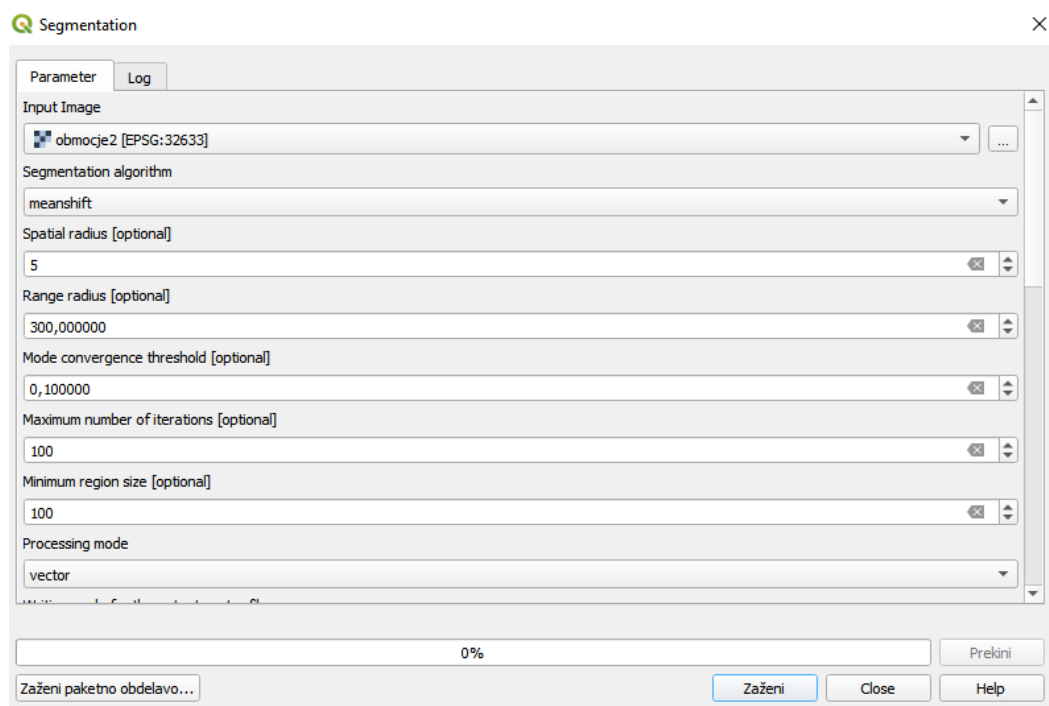 Segmentation
Parameter
Log
Input Image
obmocje2 [EPSG:32633]
...
Segmentation algorithm
meanshift
Spatial radius [optional]
5
Range radius [optional]
300,000000
Mode convergence threshold [optional]
0,100000
Maximum number of iterations [optional]
100
Minimum region size [optional]
100
Processing mode
vector
0%
Prekini
Zaženi paketno obdelavo...
Zaženi
Close
Help